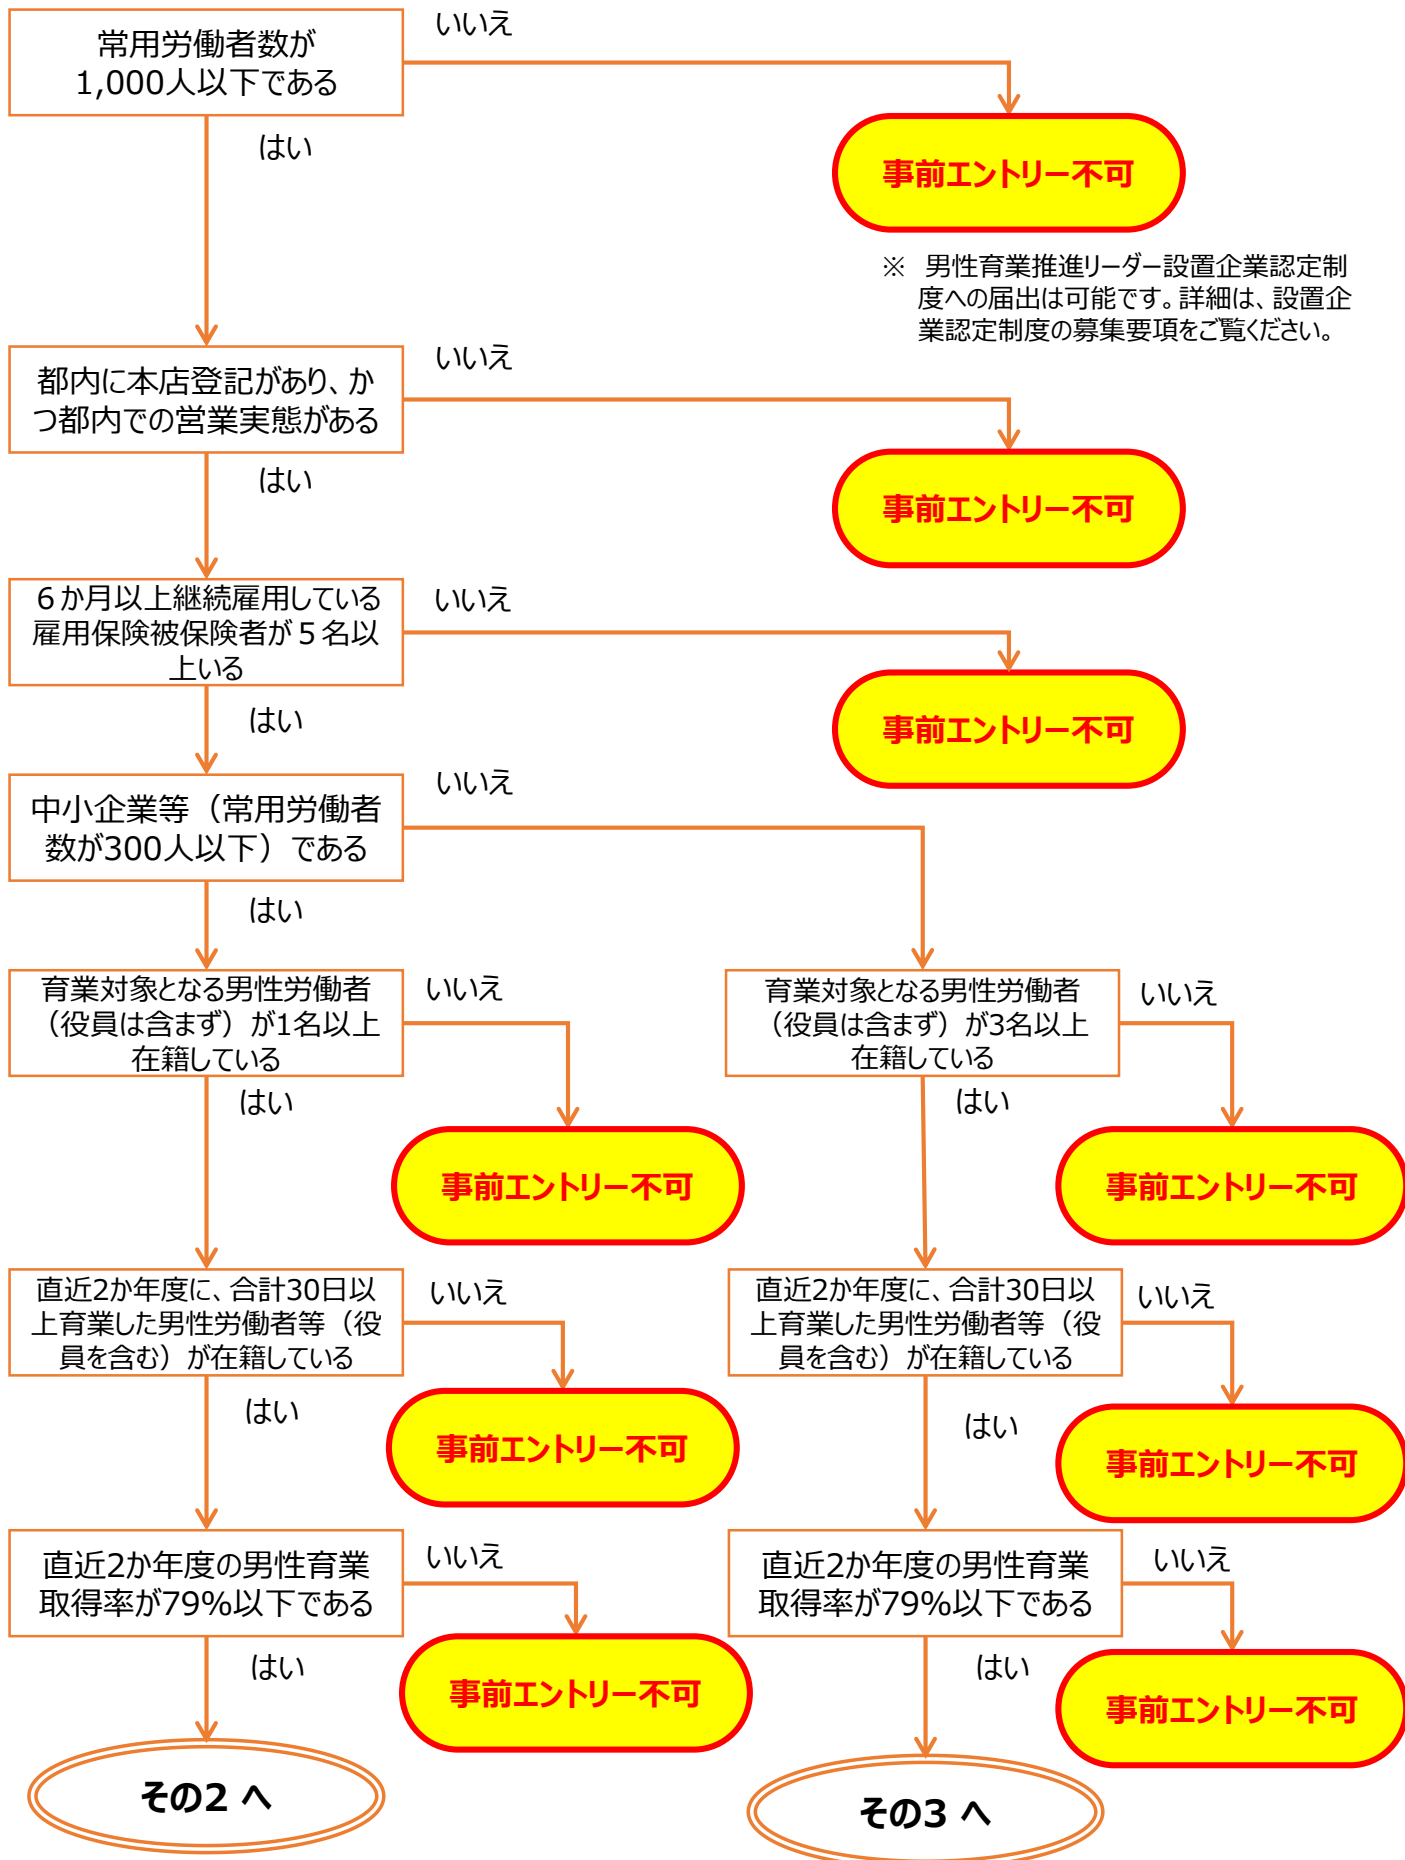 常用労働者数が
1,000人以下である
いいえ
はい
事前エントリー不可
※ 男性育業推進リーダー設置企業認定制
度への届出は可能です。詳細は、設置企
業認定制度の募集要項をご覧ください。
都内に本店登記があり、か
つ都内での営業実態がある
いいえ
はい
事前エントリー不可
６か月以上継続雇用している
雇用保険被保険者が５名以
上いる
いいえ
はい
事前エントリー不可
中小企業等（常用労働者
数が300人以下）である
いいえ
はい
育業対象となる男性労働者
（役員は含まず）が1名以上
在籍している
いいえ
はい
事前エントリー不可
育業対象となる男性労働者
（役員は含まず）が3名以上
在籍している
いいえ
はい
事前エントリー不可
直近2か年度に、合計30日以
上育業した男性労働者等（役
員を含む）が在籍している
いいえ
はい
事前エントリー不可
直近2か年度に、合計30日以
上育業した男性労働者等（役
員を含む）が在籍している
いいえ
はい
事前エントリー不可
直近2か年度の男性育業
取得率が79%以下である
いいえ
はい
事前エントリー不可
直近2か年度の男性育業
取得率が79%以下である
いいえ
はい
事前エントリー不可
その2 へ
その3 へ